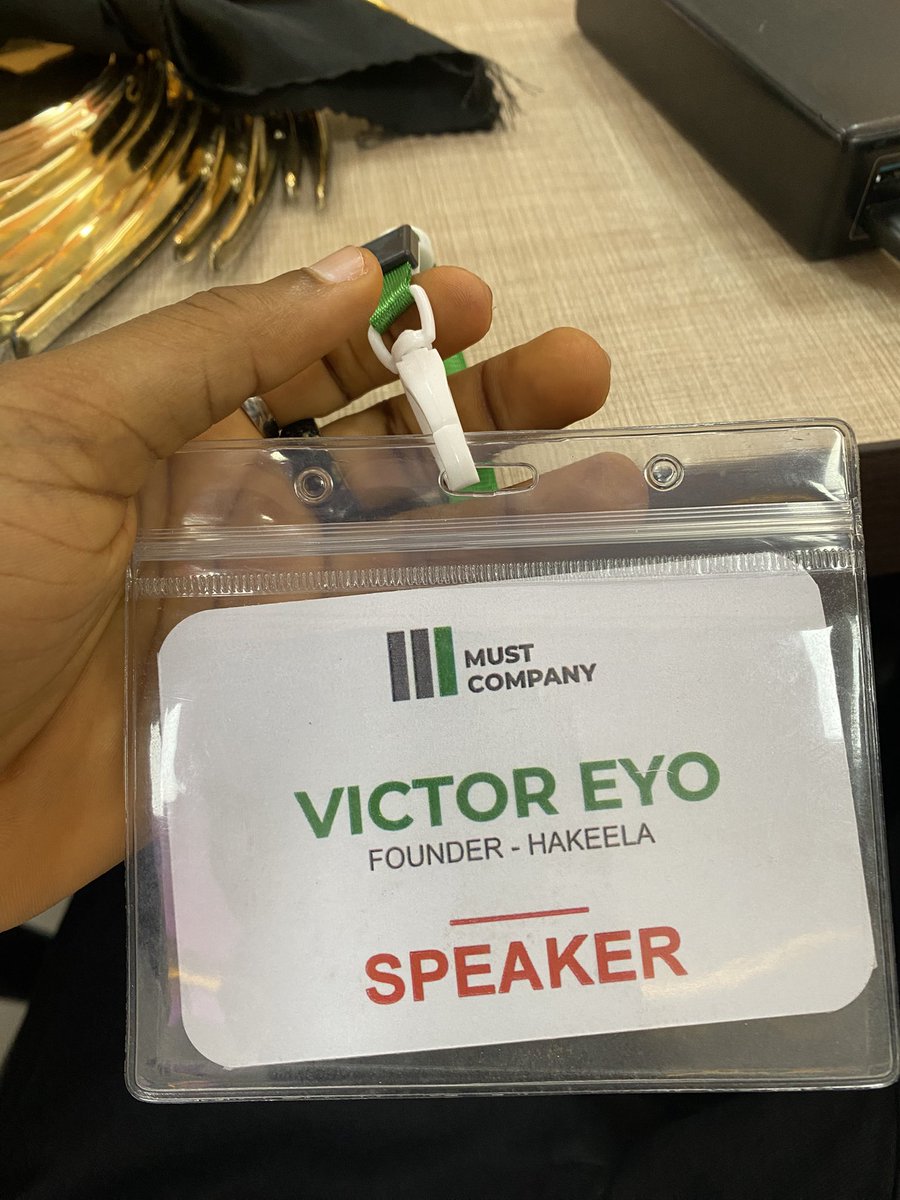 MUST
COMPANY
VICTOR EYO
FOUNDER - HAKEELA
SPEAKER